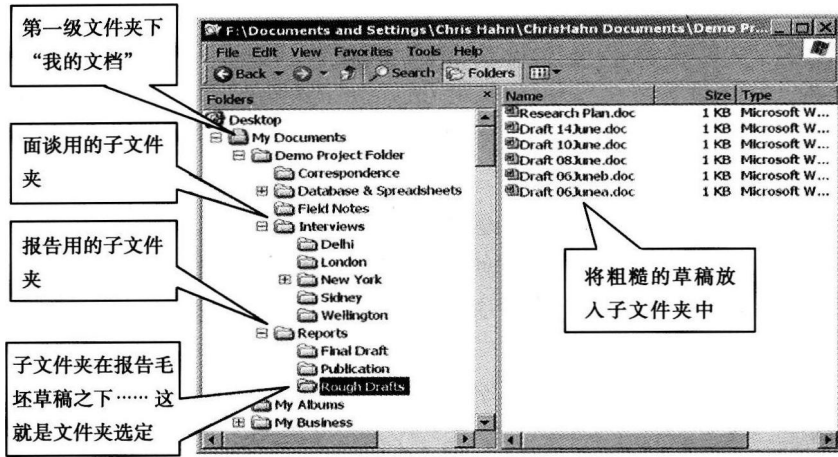 第一级文件夹下
“我的文档”
面谈用的子文件
夹
报告用的子文件
夹
子文件夹在报告毛
坯草稿之下……这
就是文件夹选定
F:\Documents and Settings\Chris Hahn\ChrisHahn Documents\Demo Pr...
File Edit View Favorites Tools Help
Back Search Folders
Folders
Desktop
My Documents
Demo Project Folder
Correspondence
Database & Spreadsheets
Field Notes
Interviews
Delhi
London
New York
Sidney
Wellington
Reports
Final Draft
Publication
Rough Drafts
My Albums
My Business
Name Size Type
Research Plan.doc 1 KB Microsoft W...
Draft 14June.doc 1 KB Microsoft W...
Draft 10June.doc 1 KB Microsoft W...
Draft 08June.doc 1 KB Microsoft W...
Draft 06Juneb.doc 1 KB Microsoft W...
Draft 06Junea.doc 1 KB Microsoft W...
将粗糙的草稿放
入子文件夹中